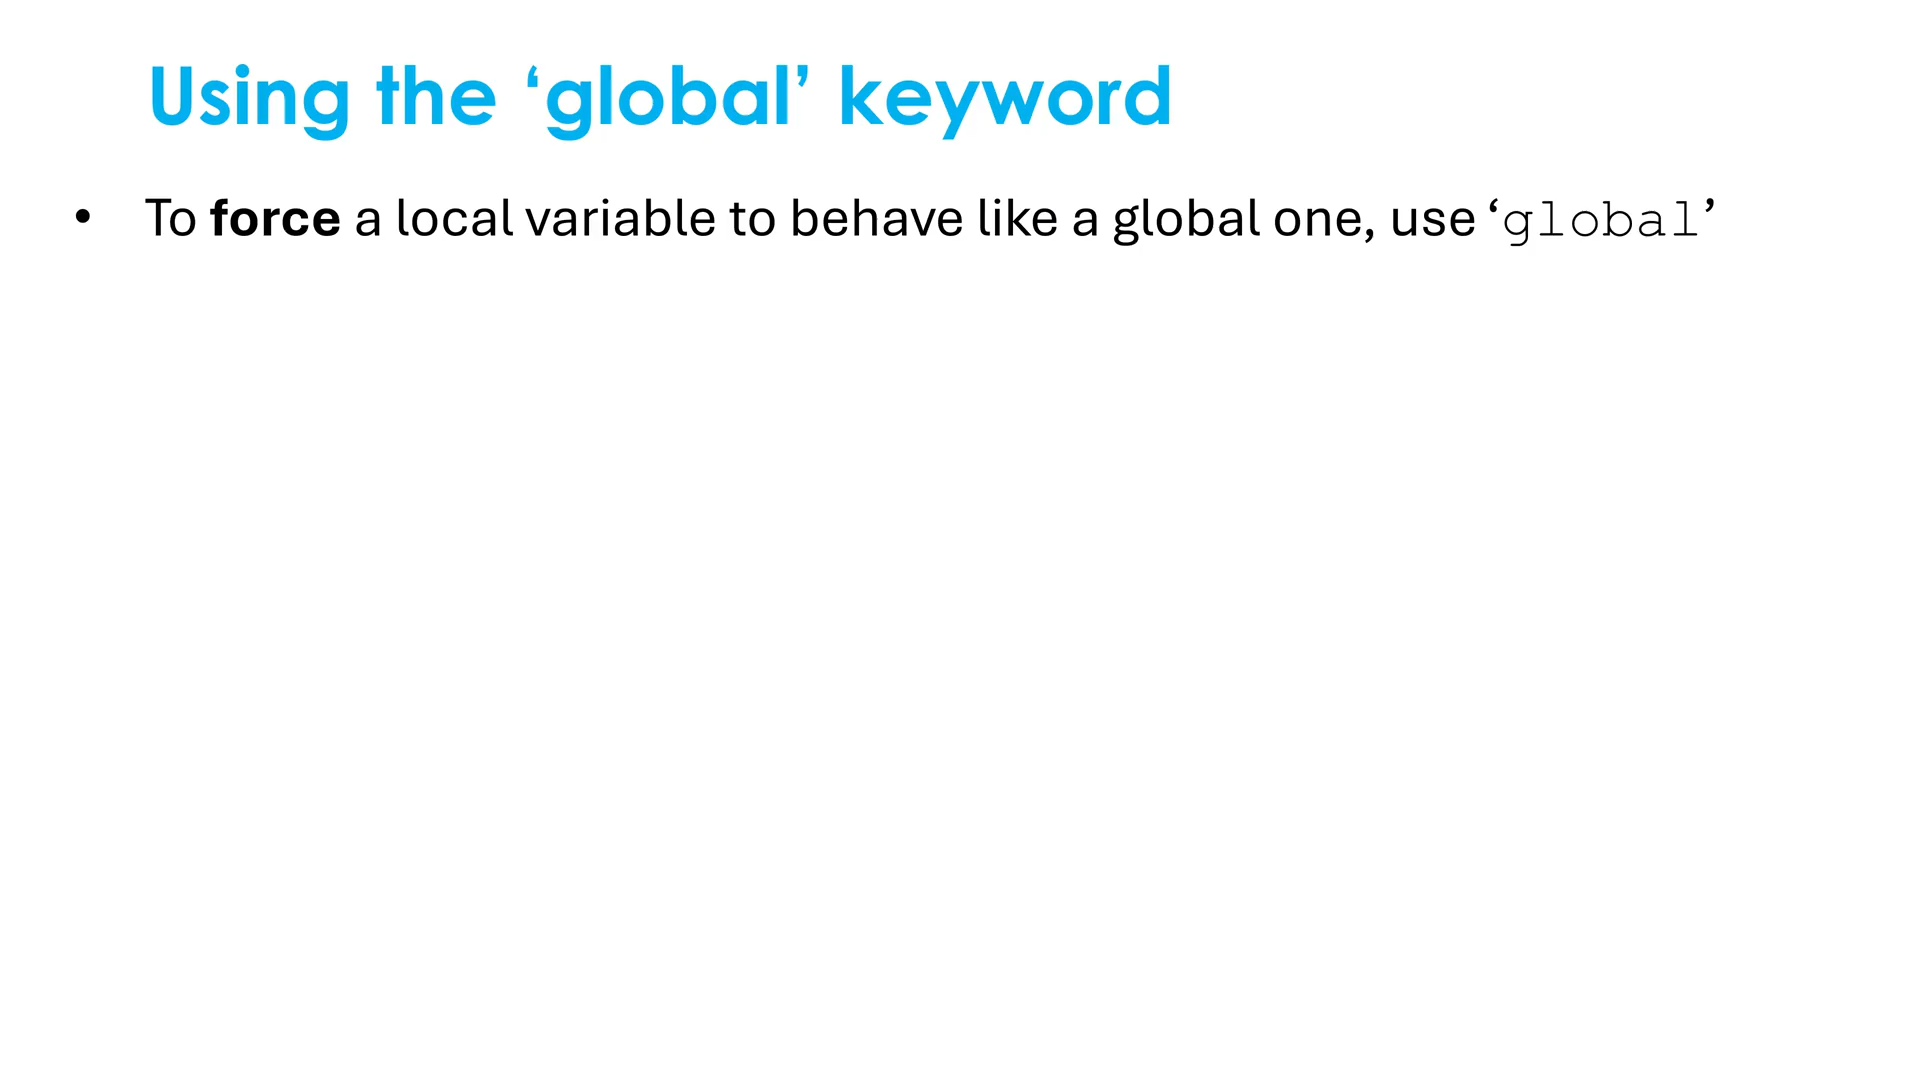 Using the ‘global’ keyword
• To force a local variable to behave like a global one, use ‘global’